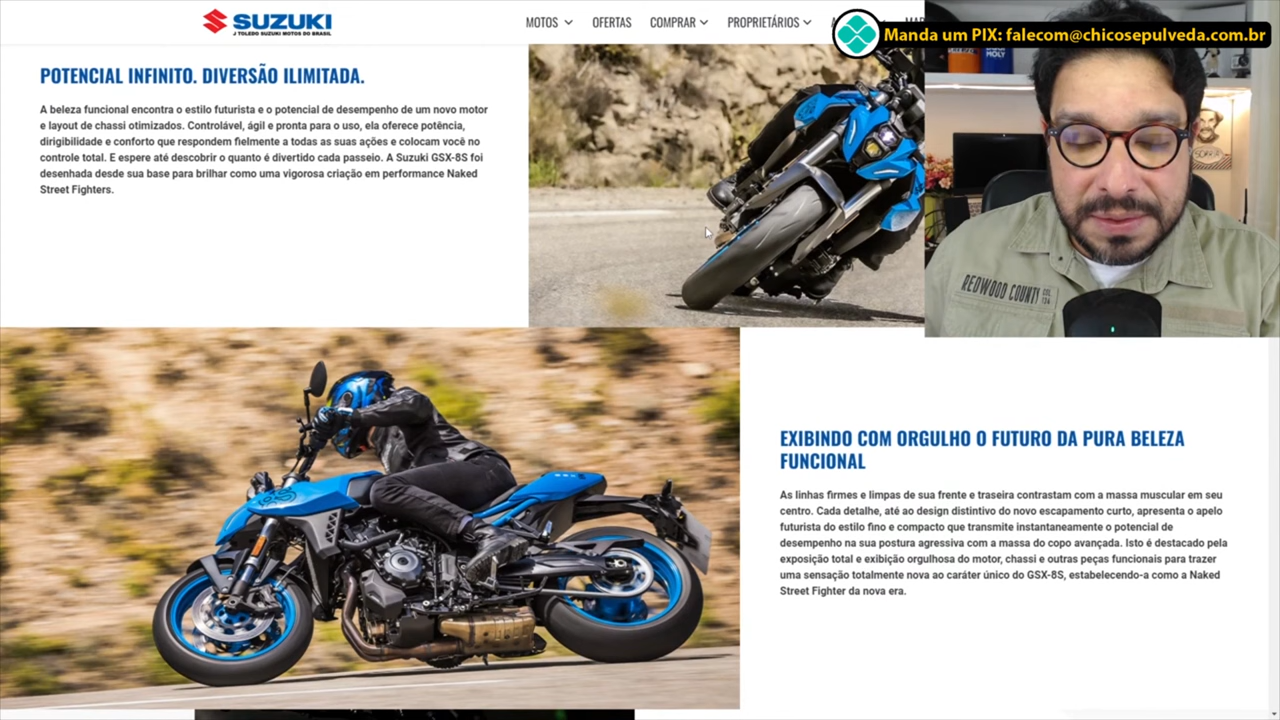 SUZUKI
J TOLEDO SUZUKI MOTOS DO BRASIL
MOTOS OFERTAS COMPRAR PROPRIETÁRIOS
Manda um PIX: falecom@chicosepulveda.com.br
MOLY
POTENCIAL INFINITO. DIVERSÃO ILIMITADA.
A beleza funcional encontra o estilo futurista e o potencial de desempenho de um novo motor
e layout de chassi otimizados. Controlável, ágil e pronta para o uso, ela oferece potência,
dirigibilidade e conforto que respondem fielmente a todas as suas ações e colocam você no
controle total. E espere até descobrir o quanto é divertido cada passeio. A Suzuki GSX-8S foi
desenhada desde sua base para brilhar como uma vigorosa criação em performance Naked
Street Fighters.
REDWOOD COUNTY
EXIBINDO COM ORGULHO O FUTURO DA PURA BELEZA
FUNCIONAL
As linhas firmes e limpas de sua frente e traseira contrastam com a massa muscular em seu
centro. Cada detalhe, até ao design distintivo do novo escapamento curto, apresenta o apelo
futurista do estilo fino e compacto que transmite instantaneamente o potencial de
desempenho na sua postura agressiva com a massa do copo avançada. Isto é destacado pela
exposição total e exibição orgulhosa do motor, chassi e outras peças funcionais para trazer
uma sensação totalmente nova ao caráter único do GSX-8S, estabelecendo-a como a Naked
Street Fighter da nova era.